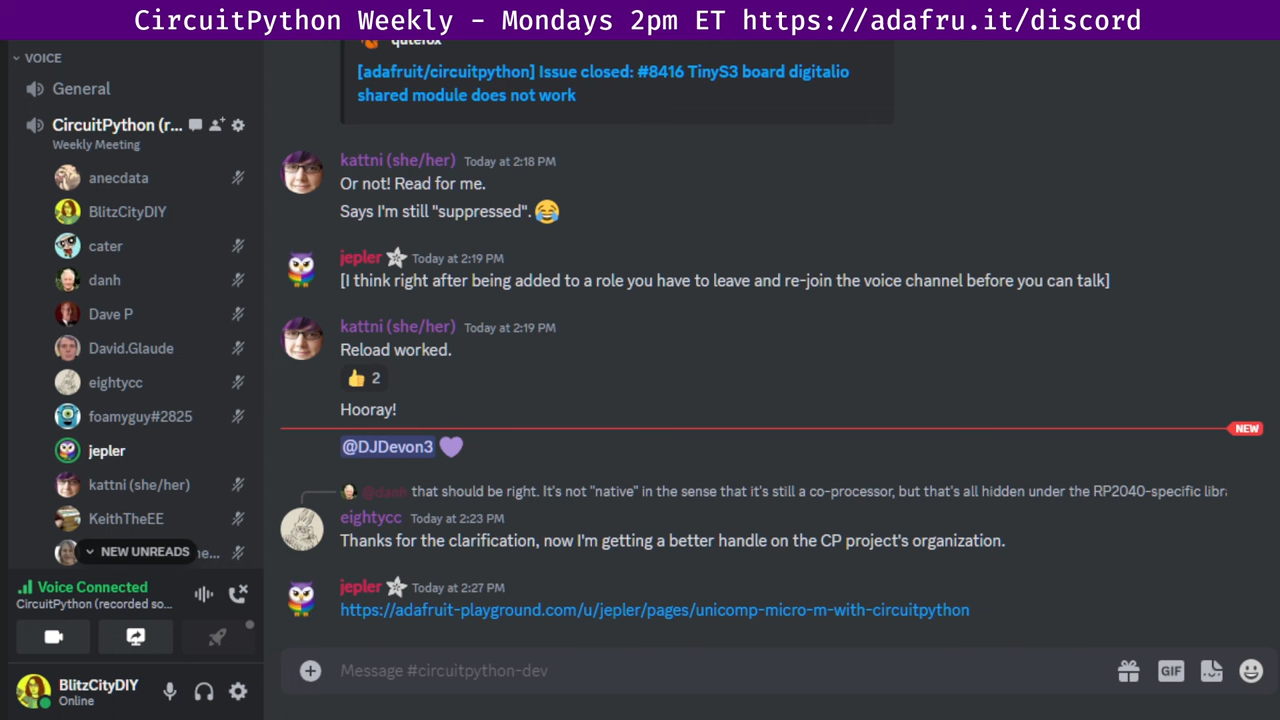 CircuitPython Weekly - Mondays 2pm ET https://adafru.it/discord
VOICE
General
CircuitPython (r...
Weekly Meeting
anecdata
BlitzCityDIY
cater
danh
Dave P
David.Glaude
eightycc
foamyguy#2825
jepler
kattni (she/her)
KeithTheEE
NEW UNREADS
Voice Connected
CircuitPython (recorded so...
BlitzCityDIY
Online
[adafruit/circuitpython] Issue closed: #8416 TinyS3 board digitalio
shared module does not work
kattni (she/her) Today at 2:18 PM
Or not! Read for me.
Says I'm still "suppressed". 😂
jepler Today at 2:19 PM
[I think right after being added to a role you have to leave and re-join the voice channel before you can talk]
kattni (she/her) Today at 2:19 PM
Reload worked.
👍 2
Hooray!
NEW
@DJDevon3 💜
@danh that should be right. It's not "native" in the sense that it's still a co-processor, but that's all hidden under the RP2040-specific libr
eightycc Today at 2:23 PM
Thanks for the clarification, now I'm getting a better handle on the CP project's organization.
jepler Today at 2:27 PM
https://adafruit-playground.com/u/jepler/pages/unicomp-micro-m-with-circuitpython
Message #circuitpython-dev
GIF